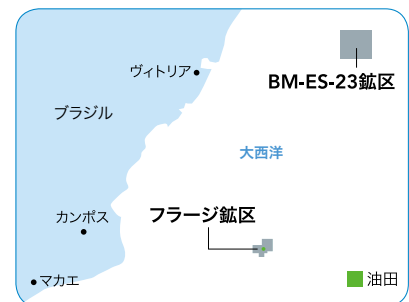 ヴィトリア
BM-ES-23鉱区
ブラジル
大西洋
カンポス
フラージ鉱区
マカエ
油田